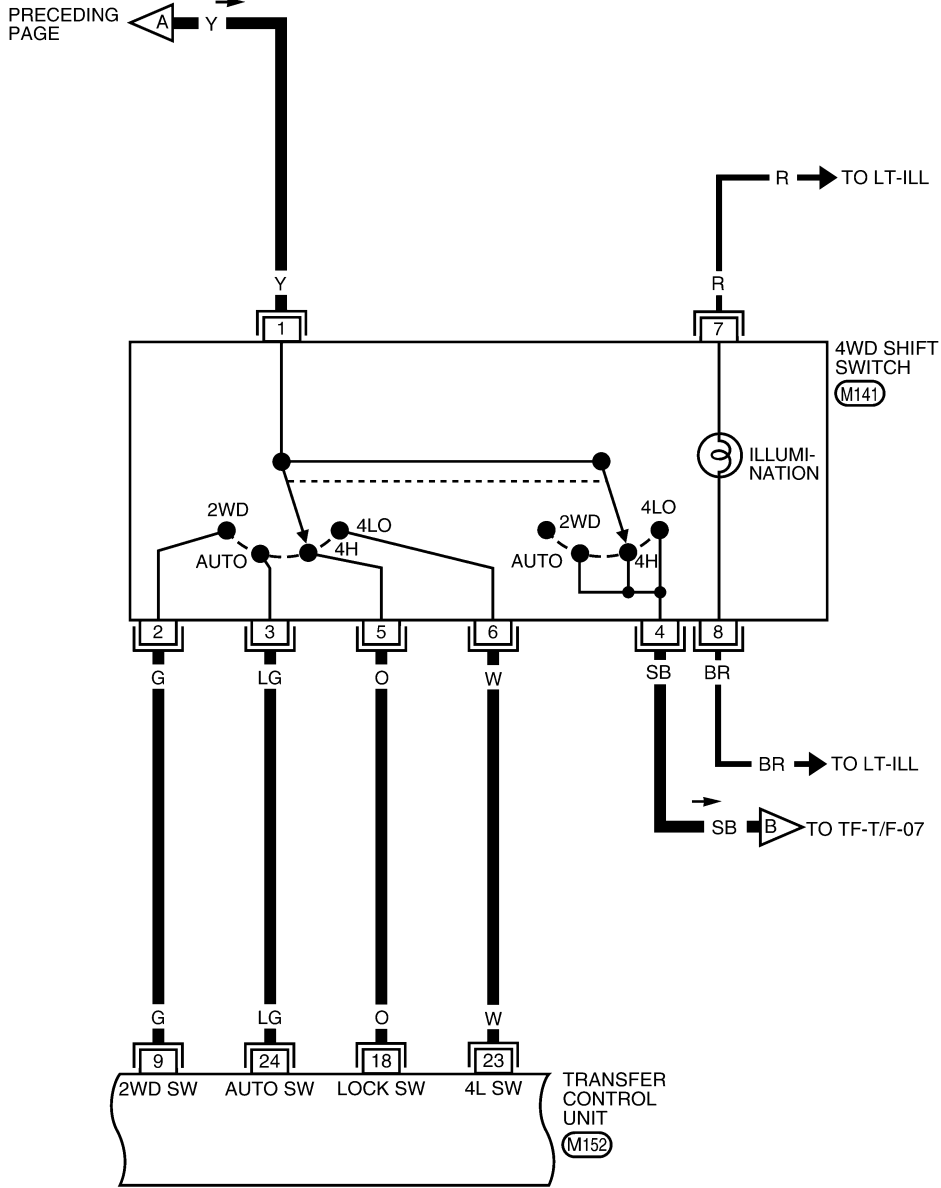 PRECEDING
PAGE
A
Y
R
TO LT-ILL
Y
R
1
7
4WD SHIFT
SWITCH
M141
ILLUMI-
NATION
2WD
4LO
AUTO
4H
2WD
4LO
AUTO
4H
2
3
5
6
4
8
G
LG
O
W
SB
BR
BR
TO LT-ILL
SB
B
TO TF-T/F-07
G
LG
O
W
9
24
18
23
2WD SW
AUTO SW
LOCK SW
4L SW
TRANSFER
CONTROL
UNIT
M152